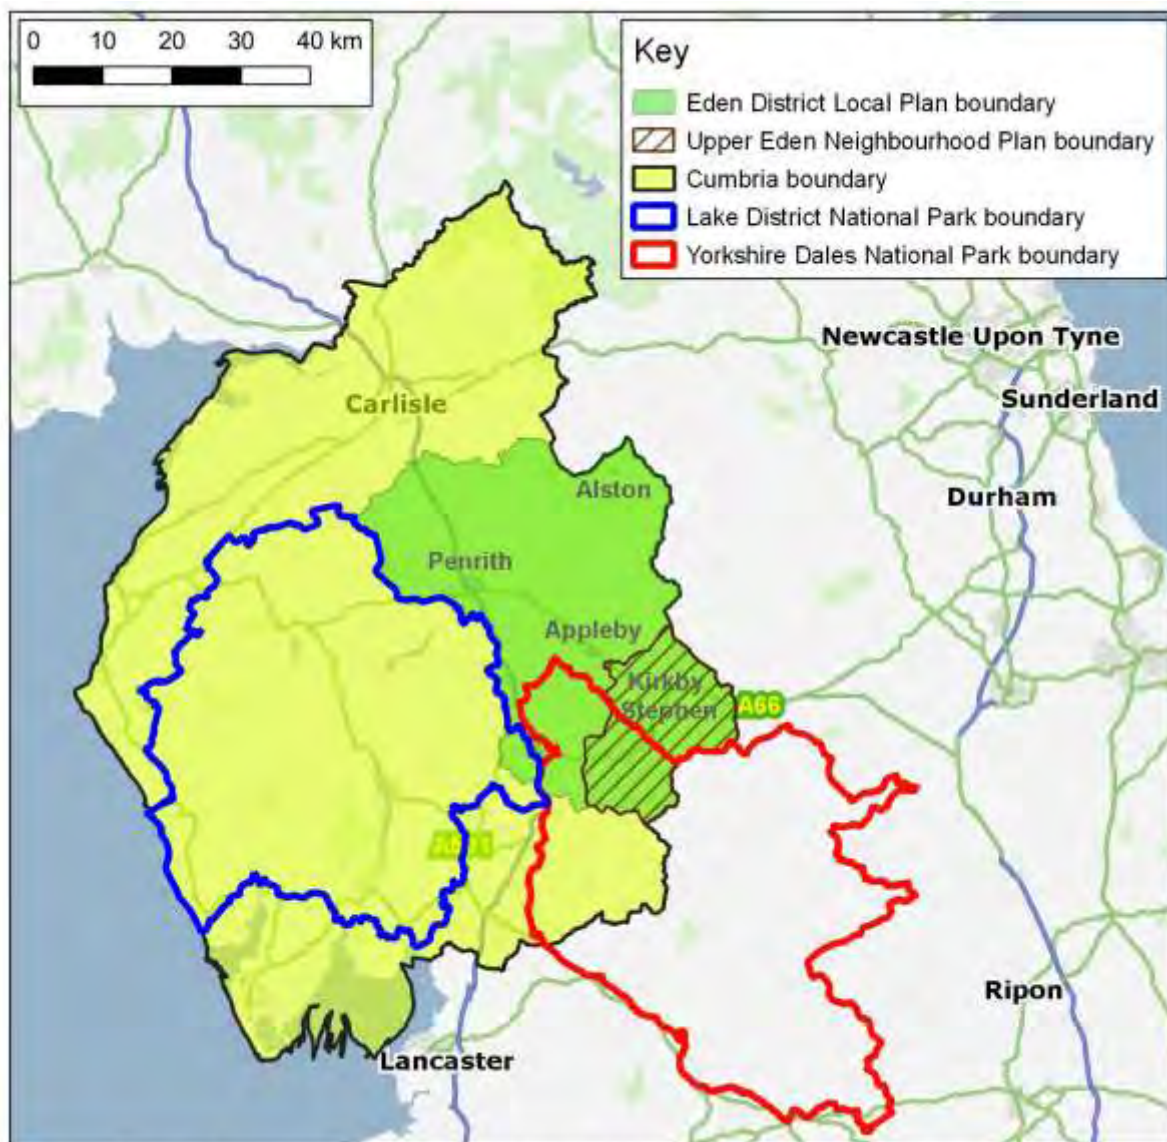 0 10 20 30 40 km
Key
Eden District Local Plan boundary
Upper Eden Neighbourhood Plan boundary
Cumbria boundary
Lake District National Park boundary
Yorkshire Dales National Park boundary
Newcastle Upon Tyne
Sunderland
Carlisle
Alston
Durham
Penrith
Appleby
Kirkby
Stephen
A66
Ripon
Lancaster